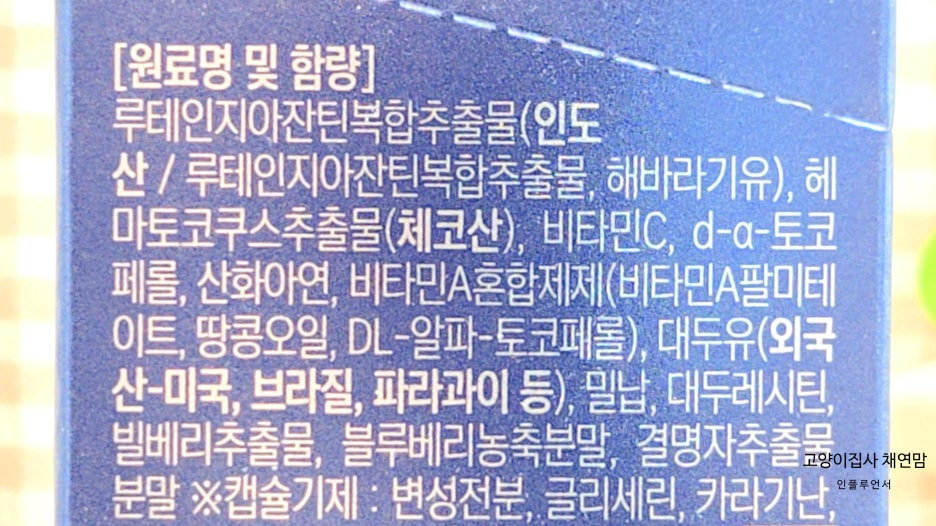 [원료명 및 함량]
루테인지아잔틴복합추출물(인도
산 / 루테인지아잔틴복합추출물, 해바라기유), 헤
마토코쿠스추출물(체코산), 비타민C, d-α-토코
페롤, 산화아연, 비타민A혼합제제(비타민A팔미테
이트, 땅콩오일, DL-알파-토코페롤), 대두유(외국
산-미국, 브라질, 파라과이 등), 밀납, 대두레시틴,
빌베리추출물, 블루베리농축분말, 결명자추출물
분말 ※캡슐기제 : 변성전분, 글리세린, 카라기난,
고양이집사 채연맘
인플루언서